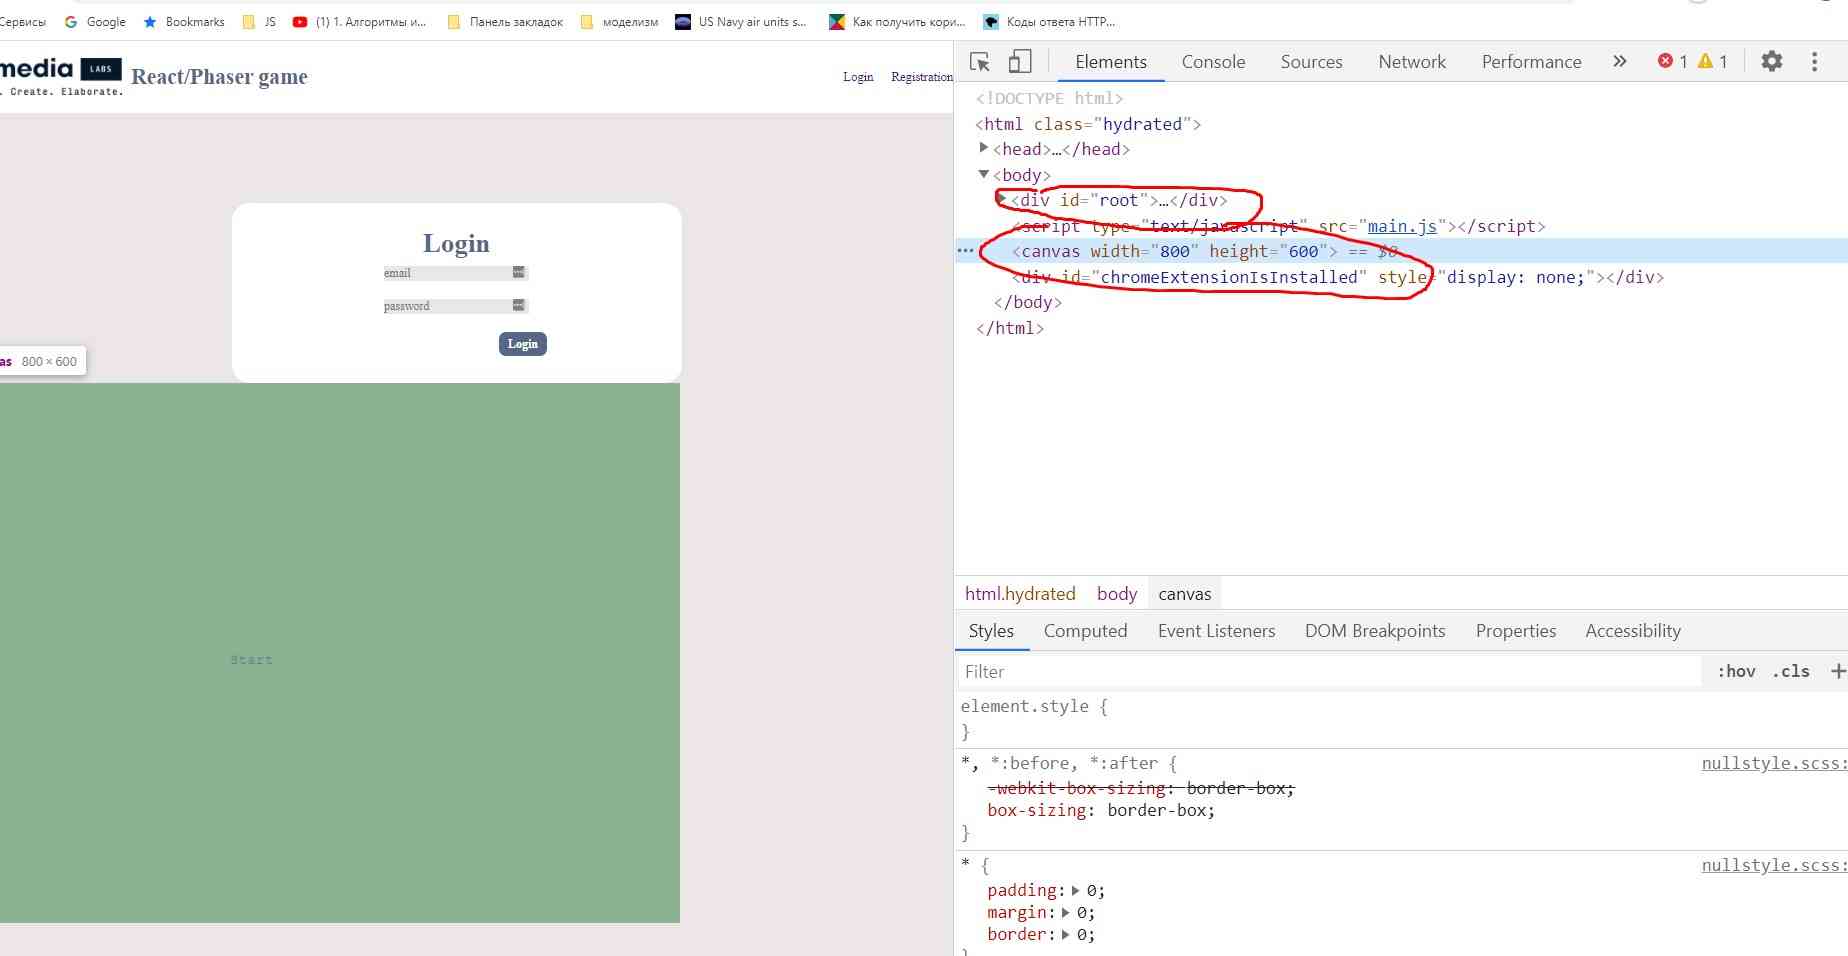 Сервисы Google Bookmarks JS (1) 1. Алгоритмы и... Панель закладок моделизм US Navy air units s... Как получить кори... Коды ответа HTTP...
media LABS React/Phaser game Login Registration
. Create. Elaborate.
Login
email
password
Login
as 800 × 600
Start
Elements Console Sources Network Performance » 1 1
<!DOCTYPE html>
<html class="hydrated">
<head>…</head>
<body>
<div id="root">…</div>
<script type="text/javascript" src="main.js"></script>
… <canvas width="800" height="600"> == $0
<div id="chromeExtensionIsInstalled" style="display: none;"></div>
</body>
</html>
html.hydrated body canvas
Styles Computed Event Listeners DOM Breakpoints Properties Accessibility
Filter :hov .cls +
element.style {
}
*, *:before, *:after { nullstyle.scss:
-webkit-box-sizing: border-box;
box-sizing: border-box;
}
* { nullstyle.scss:
padding: 0;
margin: 0;
border: 0;